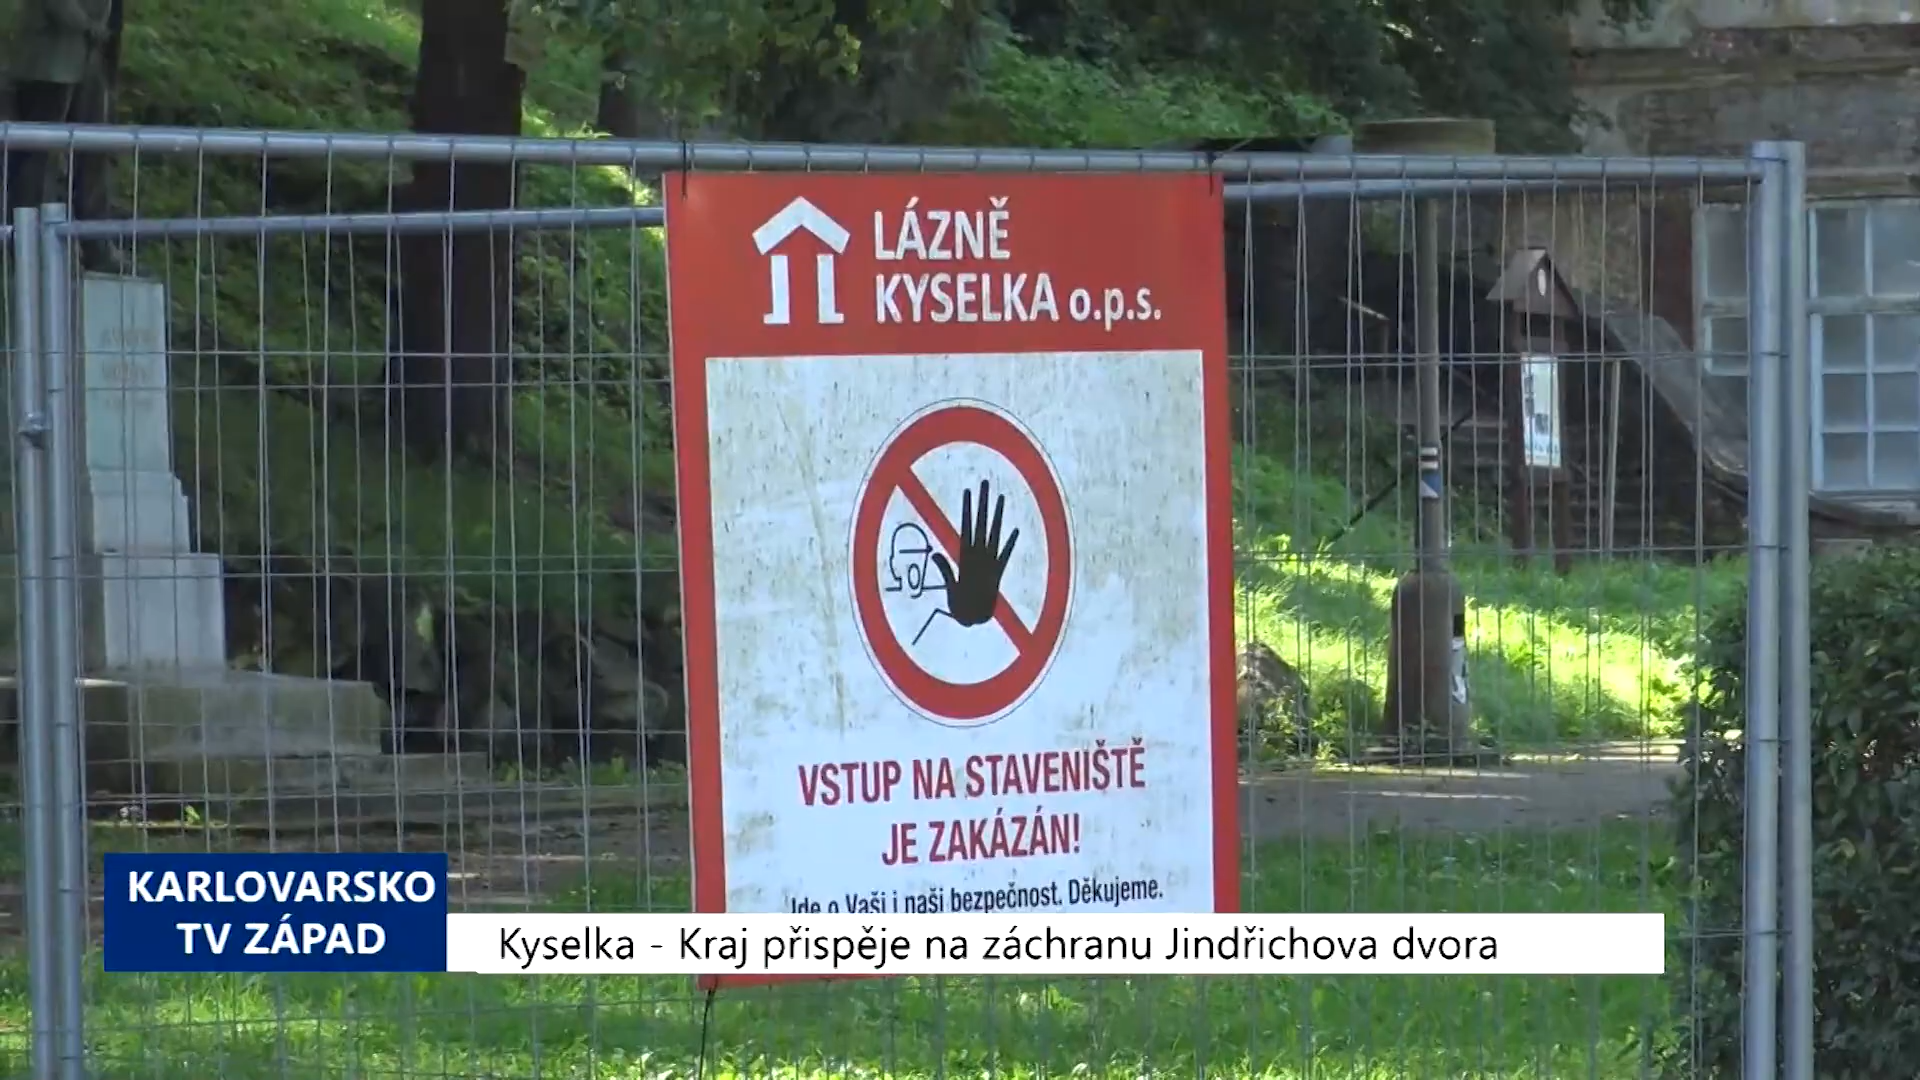 LÁZNĚ
KYSELKA o.p.s.
VSTUP NA STAVENIŠTĚ
JE ZAKÁZÁN!
Jde o Vaši i naši bezpečnost. Děkujeme.
KARLOVARSKO
TV ZÁPAD
Kyselka - Kraj přispěje na záchranu Jindřichova dvora